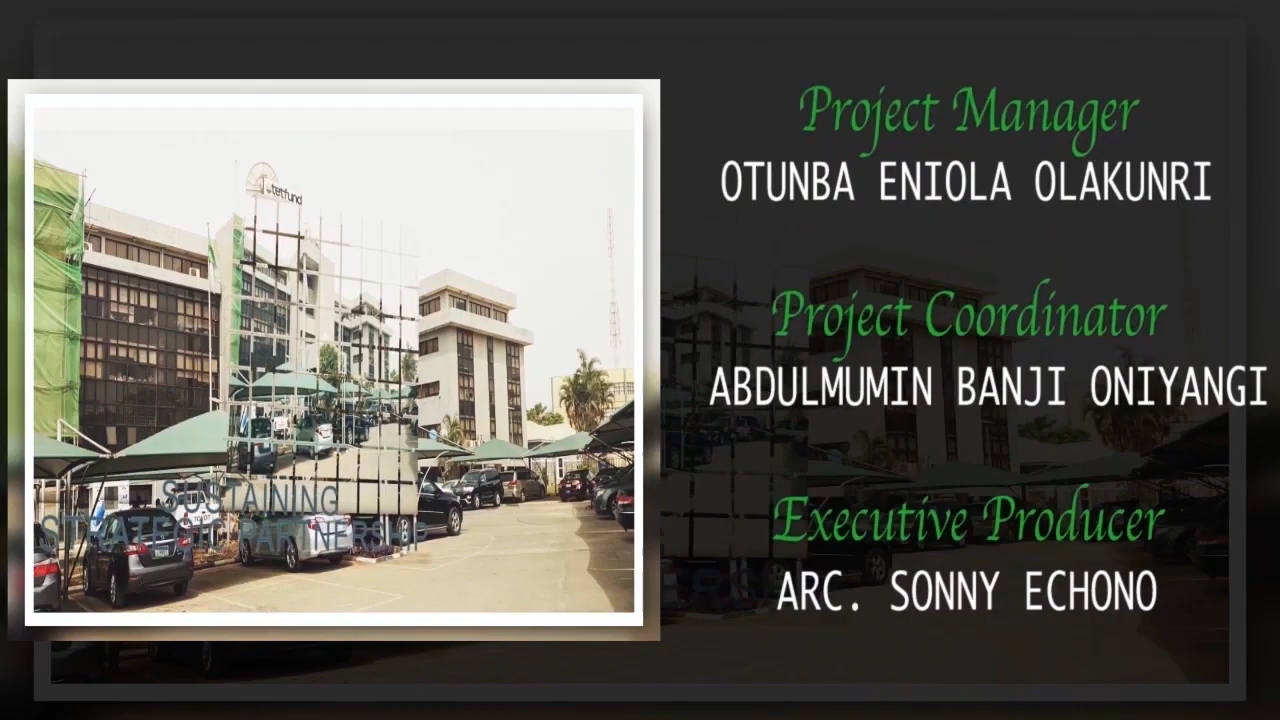 tetfund
SUSTAINING
STRATEGIC PARTNERSHIP
Project Manager
OTUNBA ENIOLA OLAKUNRI
Project Coordinator
ABDULMUMIN BANJI ONIYANGI
Executive Producer
ARC. SONNY ECHONO